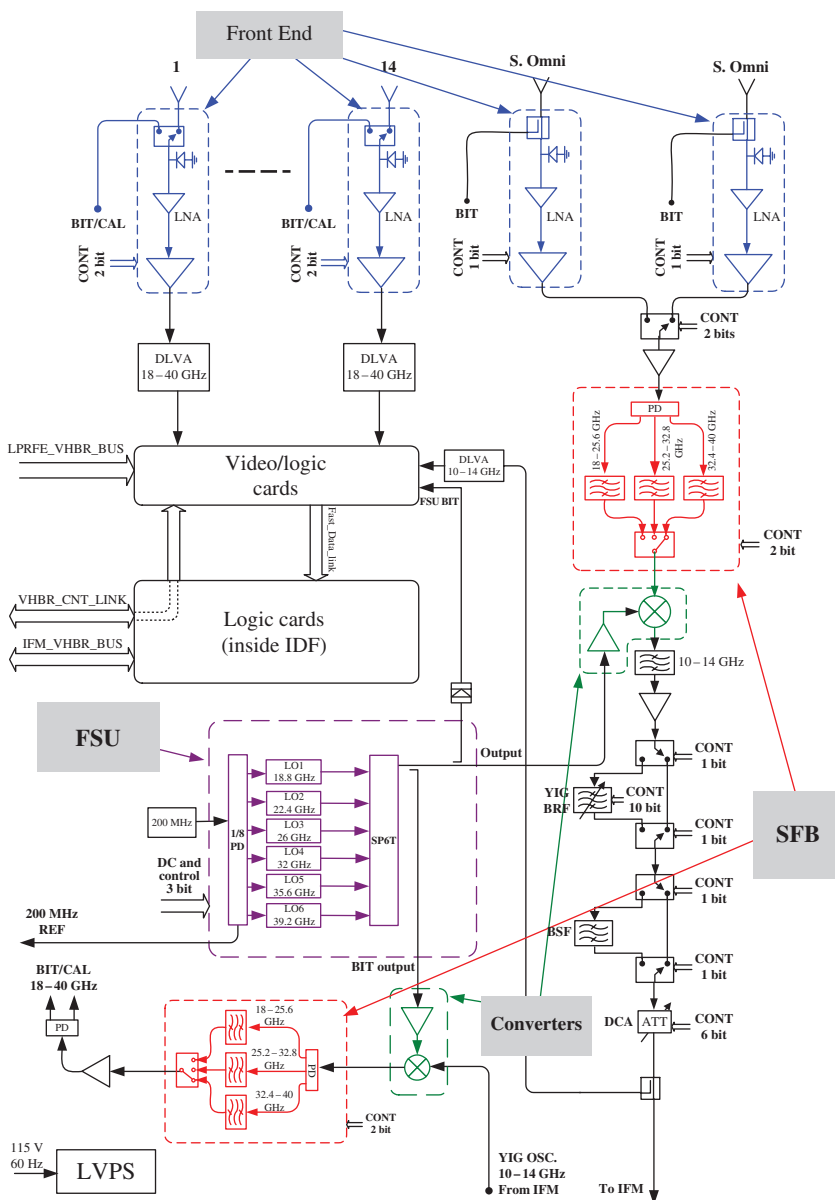 Front End
1
14
S. Omni
S. Omni
LNA
LNA
LNA
LNA
BIT/CAL
BIT/CAL
BIT
BIT
CONT
2 bit
CONT
2 bit
CONT
1 bit
CONT
1 bit
CONT
2 bits
DLVA
18–40 GHz
DLVA
18–40 GHz
PD
18–25.6 GHz
25.2–32.8
GHz
32.4–40 GHz
CONT
2 bit
LPRFE_VHBR_BUS
Video/logic
cards
DLVA
10–14 GHz
FSU BIT
Fast_Data_link
VHBR_CNT_LINK
IFM_VHBR_BUS
Logic cards
(inside IDF)
10–14 GHz
FSU
Output
CONT
1 bit
YIG
BRF
CONT
10 bit
CONT
1 bit
SFB
CONT
1 bit
BSF
CONT
1 bit
DCA
ATT
CONT
6 bit
200 MHz
1/8
PD
LO1
18.8 GHz
LO2
22.4 GHz
LO3
26 GHz
LO4
32 GHz
LO5
35.6 GHz
LO6
39.2 GHz
SP6T
DC and
control
3 bit
200 MHz
REF
BIT output
BIT/CAL
18–40 GHz
PD
18–25.6
GHz
25.2–32.8
GHz
32.4–40
GHz
PD
CONT
2 bit
Converters
115 V
60 Hz
LVPS
YIG OSC.
10–14 GHz
From IFM
To IFM